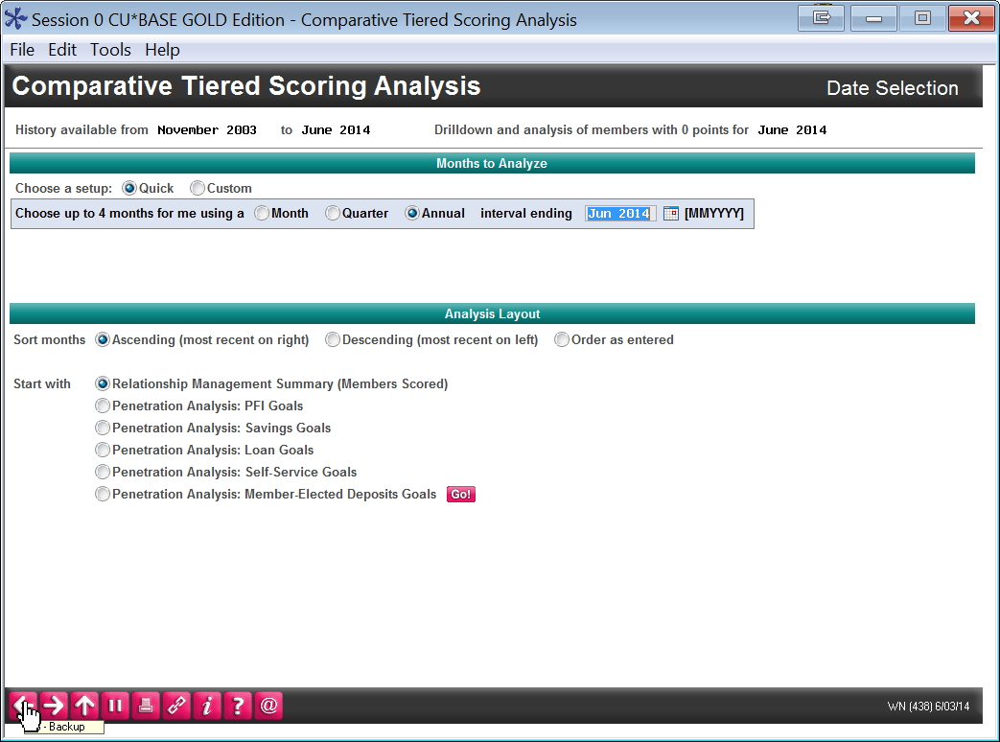 Session 0 CU*BASE GOLD Edition - Comparative Tiered Scoring Analysis
File Edit Tools Help
Comparative Tiered Scoring Analysis Date Selection
History available from November 2003 to June 2014 Drilldown and analysis of members with 0 points for June 2014
Months to Analyze
Choose a setup: Quick Custom
Choose up to 4 months for me using a Month Quarter Annual interval ending Jun 2014 [MMYYYY]
Analysis Layout
Sort months Ascending (most recent on right) Descending (most recent on left) Order as entered
Start with Relationship Management Summary (Members Scored)
Penetration Analysis: PFI Goals
Penetration Analysis: Savings Goals
Penetration Analysis: Loan Goals
Penetration Analysis: Self-Service Goals
Penetration Analysis: Member-Elected Deposits Goals Go!
i ? @ WN (438) 6/03/14
- Backup